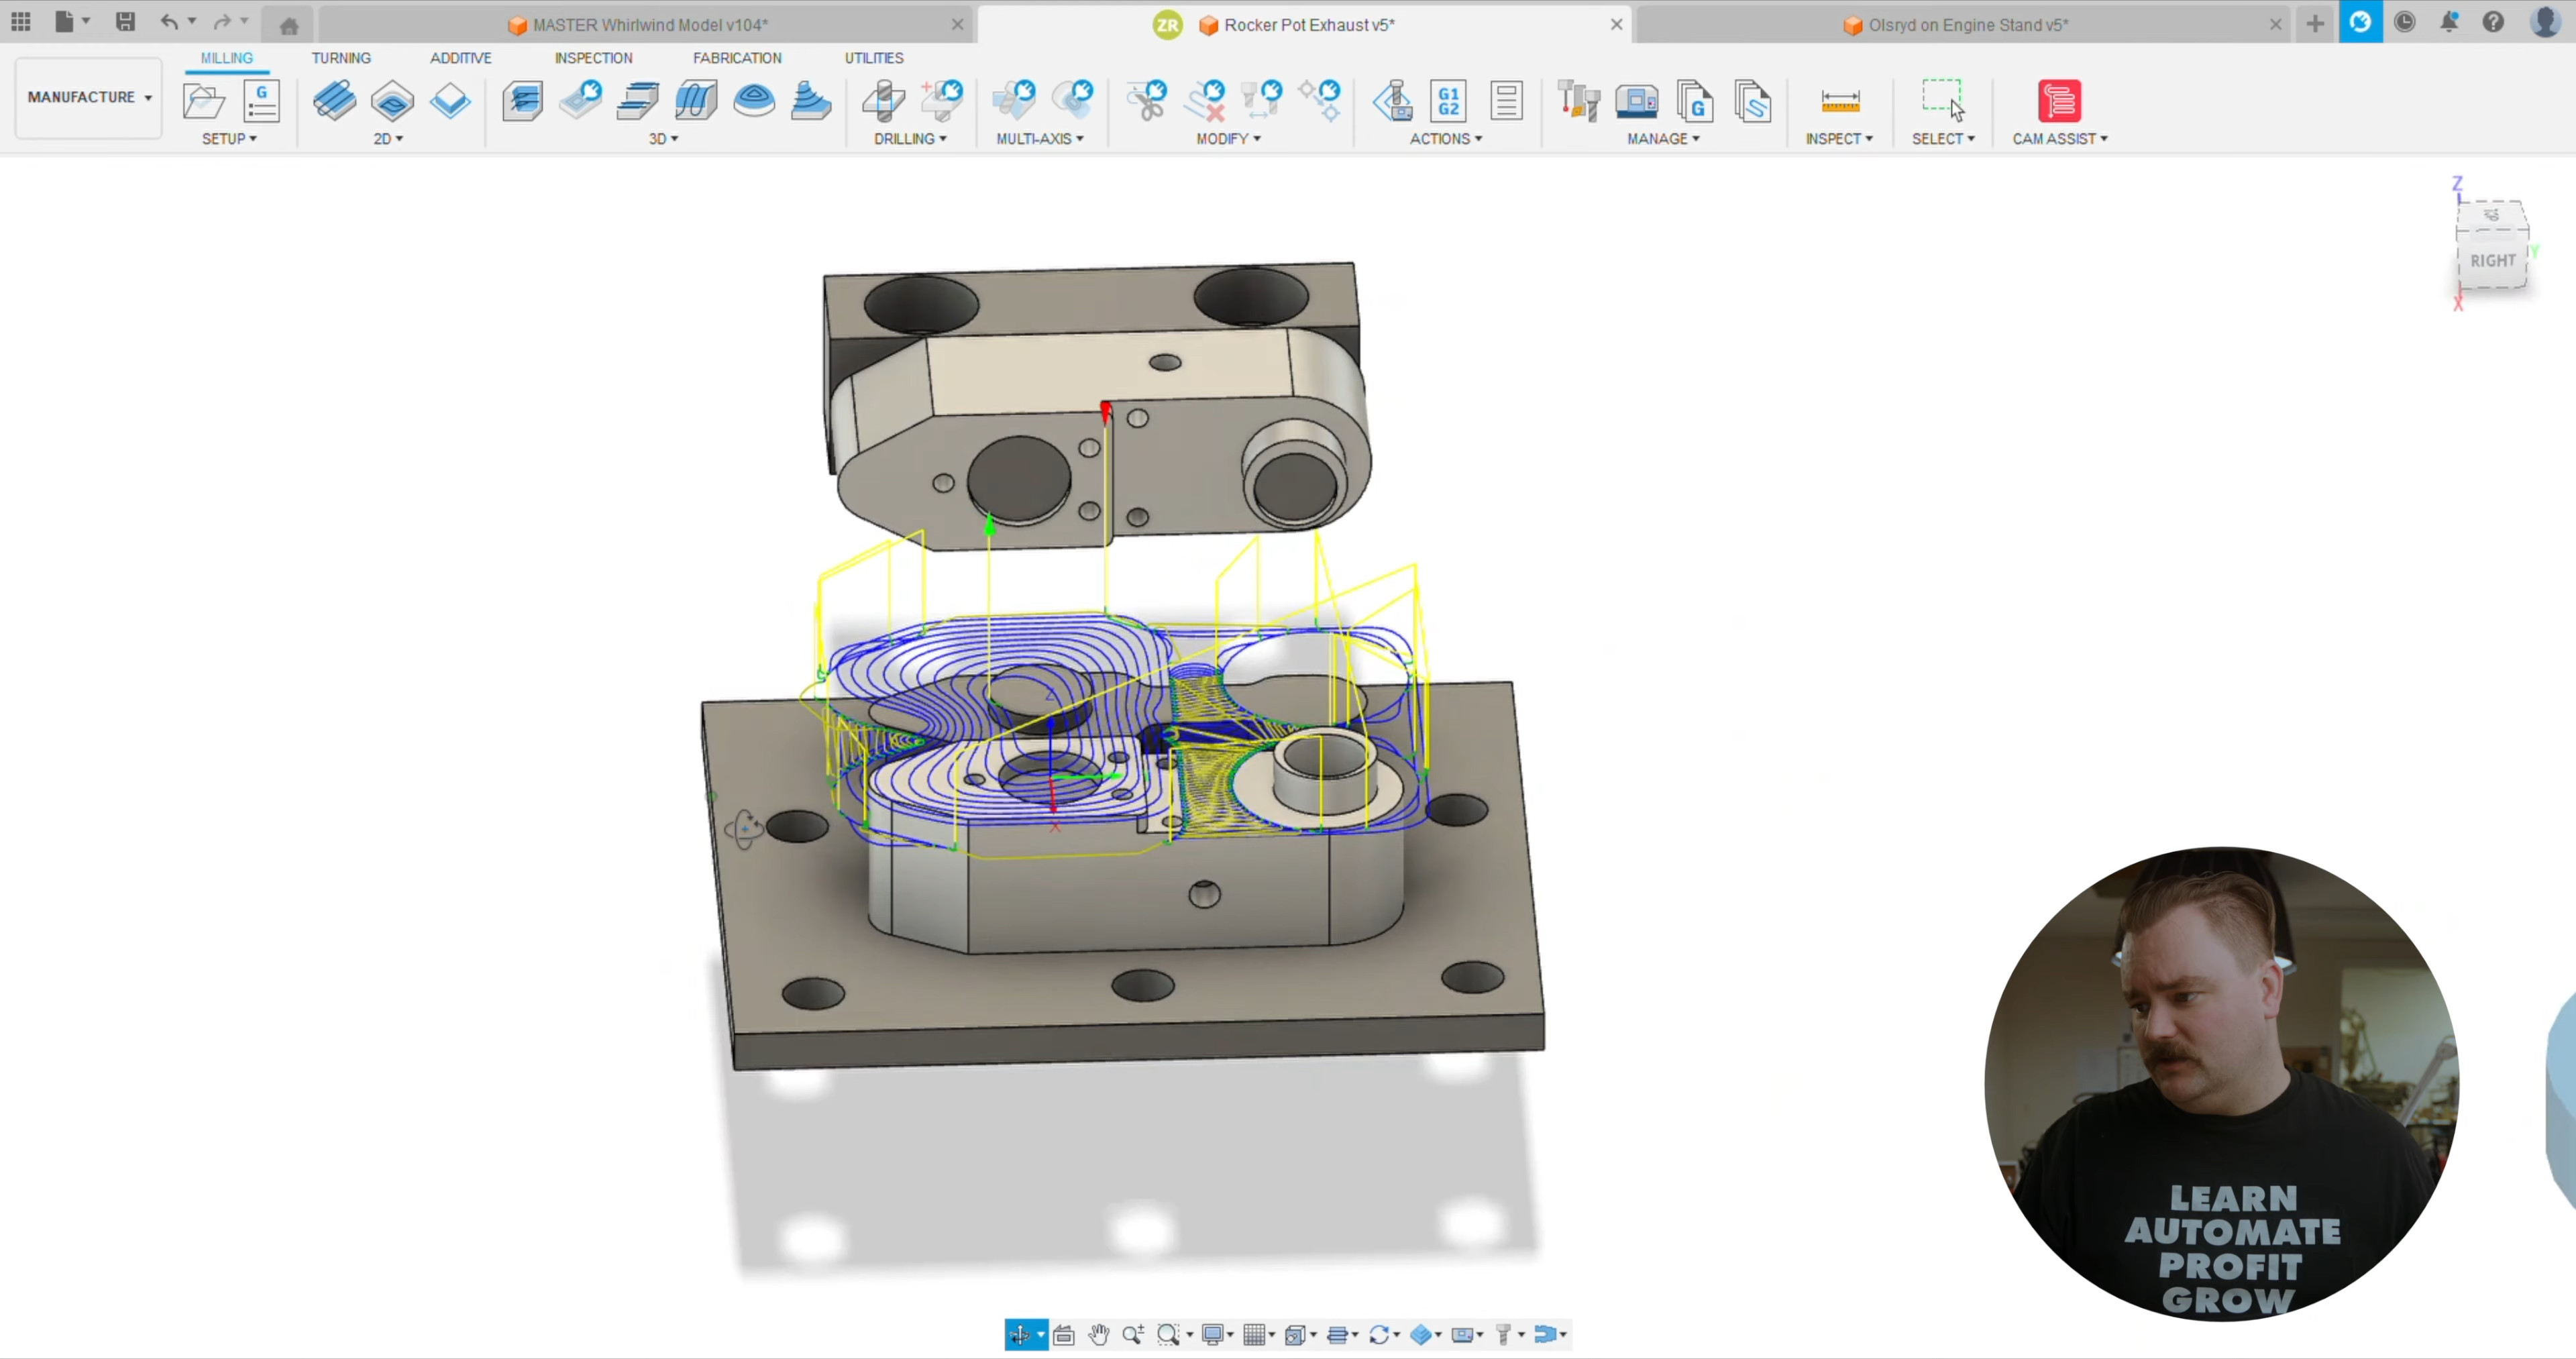 MASTER Whirlwind Model v104*
ZR
Rocker Pot Exhaust v5*
Olsryd on Engine Stand v5*
MILLING
TURNING
ADDITIVE
INSPECTION
FABRICATION
UTILITIES
MANUFACTURE
G
G1
G2
G
SETUP
2D
3D
DRILLING
MULTI-AXIS
MODIFY
ACTIONS
MANAGE
INSPECT
SELECT
CAM ASSIST
Z
TOP
Y
RIGHT
X
Z
X
LEARN
AUTOMATE
PROFIT
GROW